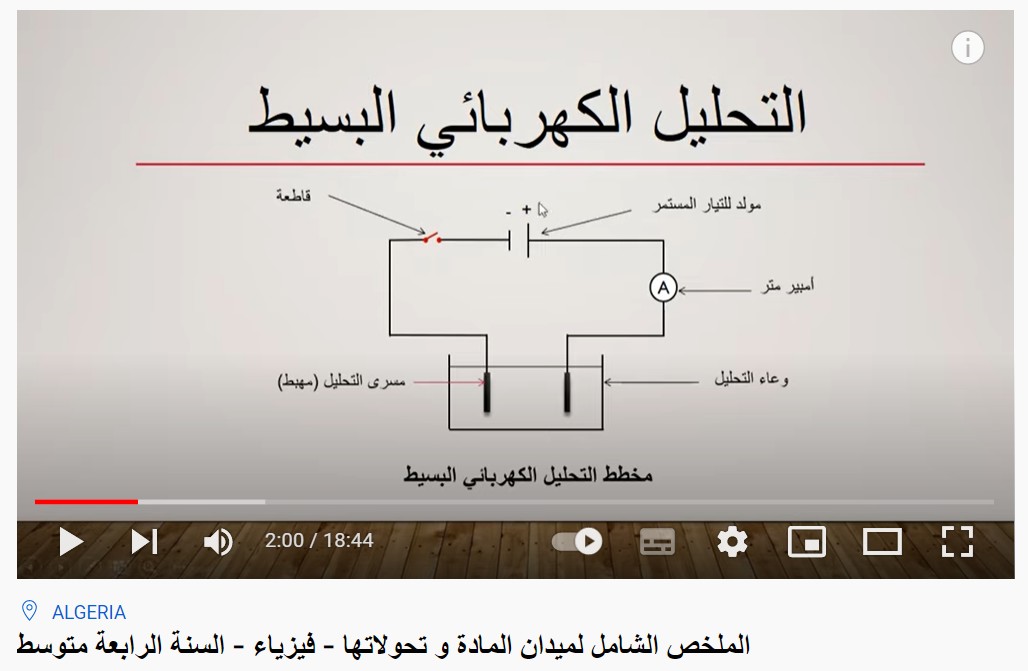 التحليل الكهربائي البسيط
قاطعة
- +
مولد للتيار المستمر
A
أمبير متر
مسرى التحليل (مهبط)
وعاء التحليل
مخطط التحليل الكهربائي البسيط
2:00 / 18:44
ALGERIA
الملخص الشامل لميدان المادة و تحولاتها - فيزياء - السنة الرابعة متوسط